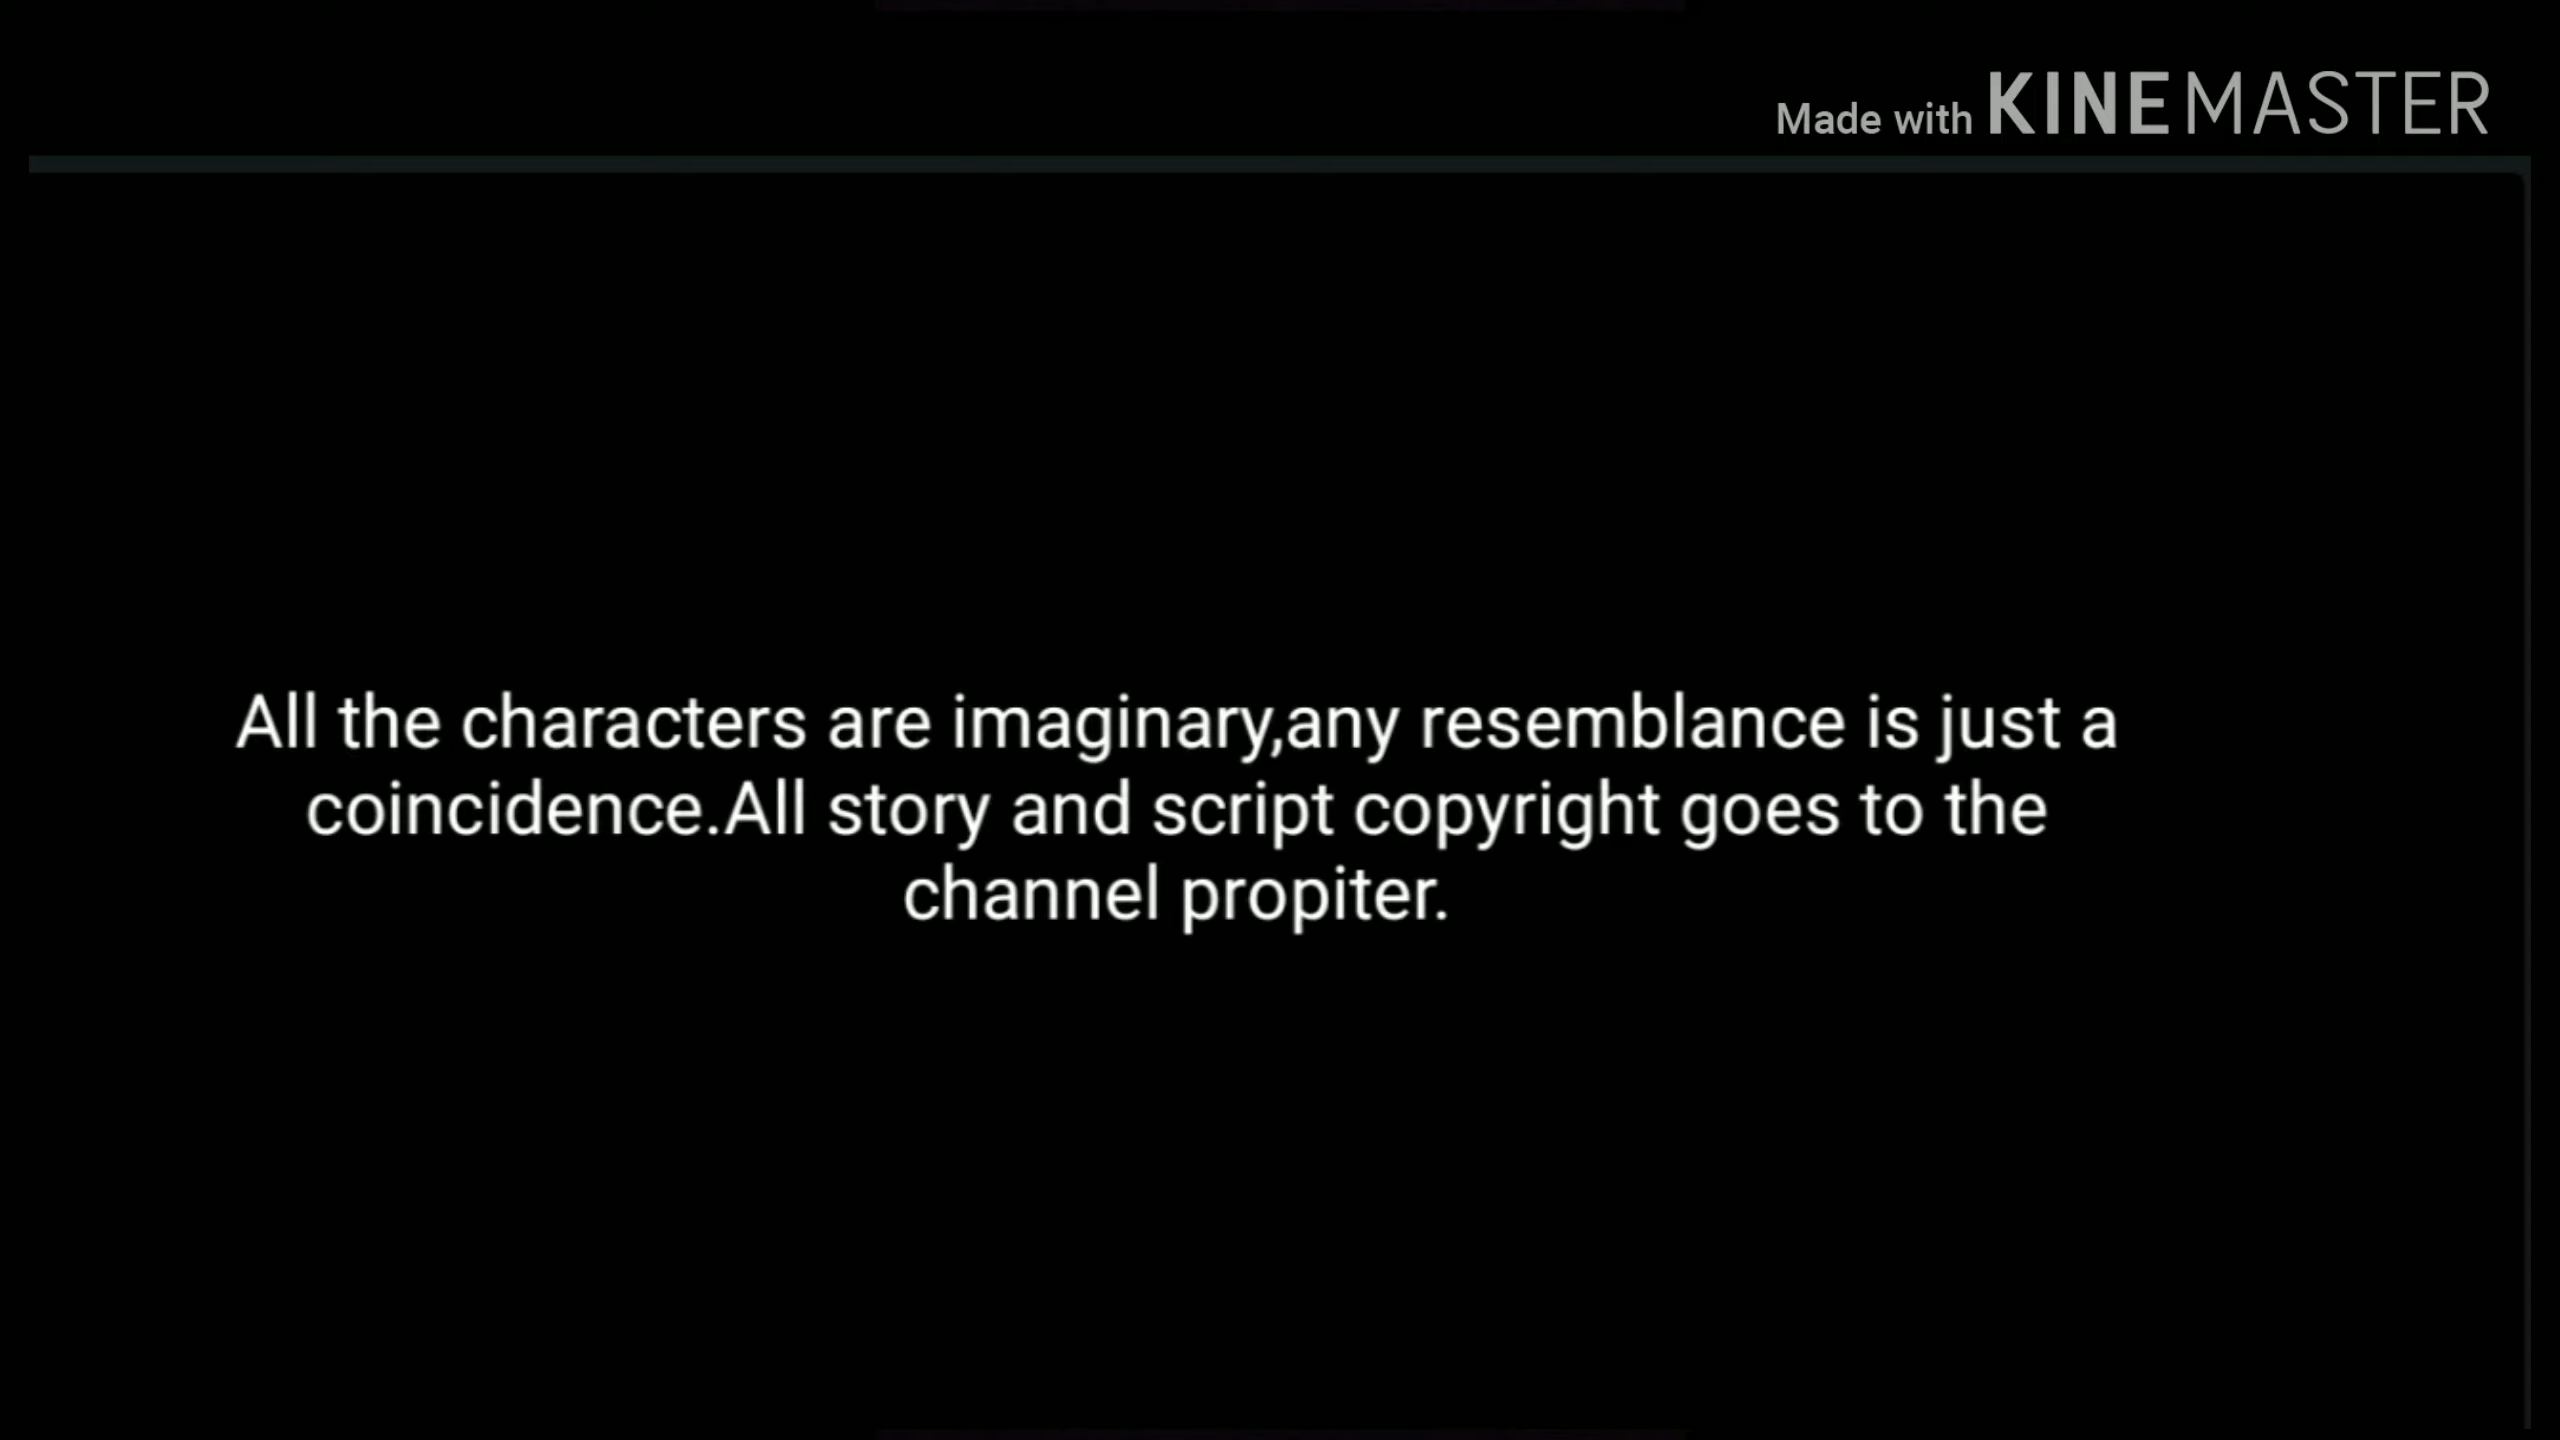 Made with KINEMASTER
All the characters are imaginary,any resemblance is just a
coincidence.All story and script copyright goes to the
channel propiter.